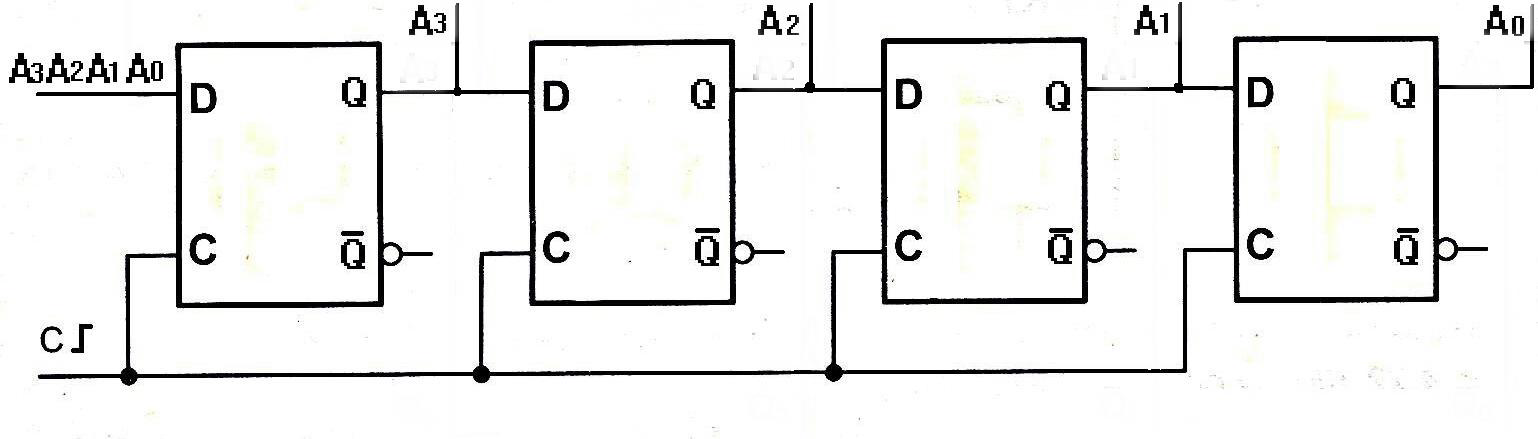 A3 A2 A1 A0
A3A2A1A0
D Q D Q D Q D Q
C Q̅ C Q̅ C Q̅ C Q̅
C